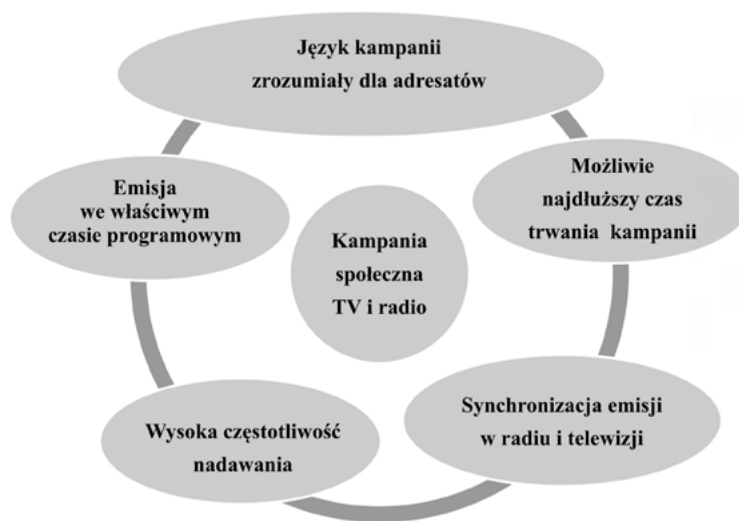 Język kampanii
zrozumiały dla adresatów
Możliwie
najdłuższy czas
trwania kampanii
Synchronizacja emisji
w radiu i telewizji
Wysoka częstotliwość
nadawania
Emisja
we właściwym
czasie programowym
Kampania
społeczna
TV i radio